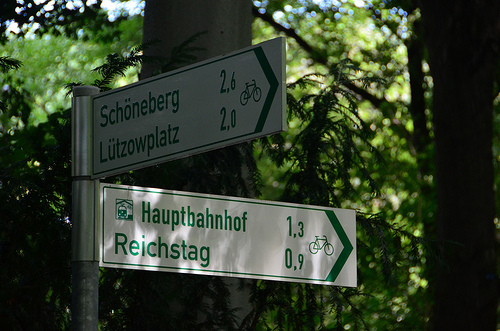 Schöneberg 2,6
Lützowplatz 2,0
Hauptbahnhof 1,3
Reichstag 0,9